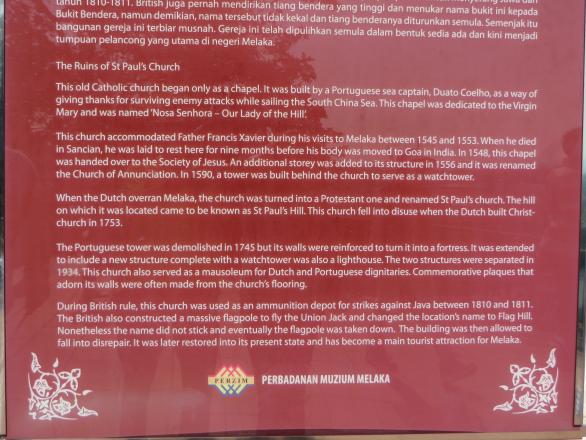 tahun 1810-1811. British juga pernah mendirikan tiang bendera yang tinggi dan menukar nama bukit ini kepada
Bukit Bendera, namun demikian, nama tersebut tidak kekal dan tiang benderanya diturunkan semula. Semenjak itu
bangunan gereja ini terbiar musnah. Gereja ini telah dipulihkan semula dalam bentuk sedia ada dan kini menjadi
tumpuan pelancong yang utama di negeri Melaka.
The Ruins of St Paul's Church
This old Catholic church began only as a chapel. It was built by a Portuguese sea captain, Duato Coelho, as a way of
giving thanks for surviving enemy attacks while sailing the South China Sea. This chapel was dedicated to the Virgin
Mary and was named 'Nosa Senhora – Our Lady of the Hill'.
This church accommodated Father Francis Xavier during his visits to Melaka between 1545 and 1553. When he died
in Sancian, he was laid to rest here for nine months before his body was moved to Goa in India. In 1548, this chapel
was handed over to the Society of Jesus. An additional storey was added to its structure in 1556 and it was renamed
the Church of Annunciation. In 1590, a tower was built behind the church to serve as a watchtower.
When the Dutch overran Melaka, the church was turned into a Protestant one and renamed St Paul's church. The hill
on which it was located came to be known as St Paul's Hill. This church fell into disuse when the Dutch built Christ-
church in 1753.
The Portuguese tower was demolished in 1745 but its walls were reinforced to turn it into a fortress. It was extended
to include a new structure complete with a watchtower was also a lighthouse. The two structures were separated in
1934. This church also served as a mausoleum for Dutch and Portuguese dignitaries. Commemorative plaques that
adorn its walls were often made from the church's flooring.
During British rule, this church was used as an ammunition depot for strikes against Java between 1810 and 1811.
The British also constructed a massive flagpole to fly the Union Jack and changed the location's name to Flag Hill.
Nonetheless the name did not stick and eventually the flagpole was taken down. The building was then allowed to
fall into disrepair. It was later restored into its present state and has become a main tourist attraction for Melaka.
PERZIM PERBADANAN MUZIUM MELAKA